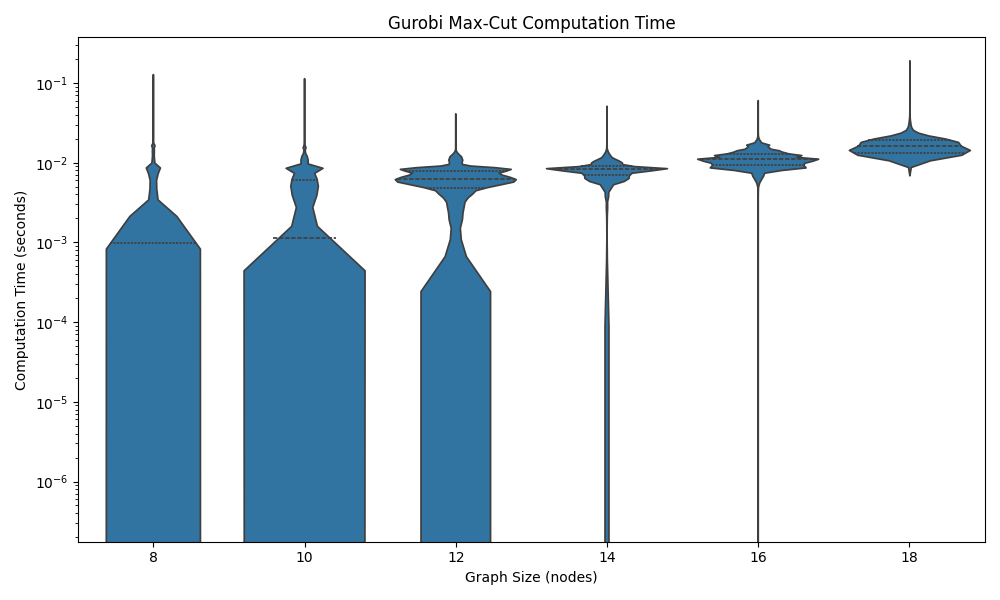 Gurobi Max-Cut Computation Time
Computation Time (seconds)
10⁻¹
10⁻²
10⁻³
10⁻⁴
10⁻⁵
10⁻⁶
8 10 12 14 16 18
Graph Size (nodes)